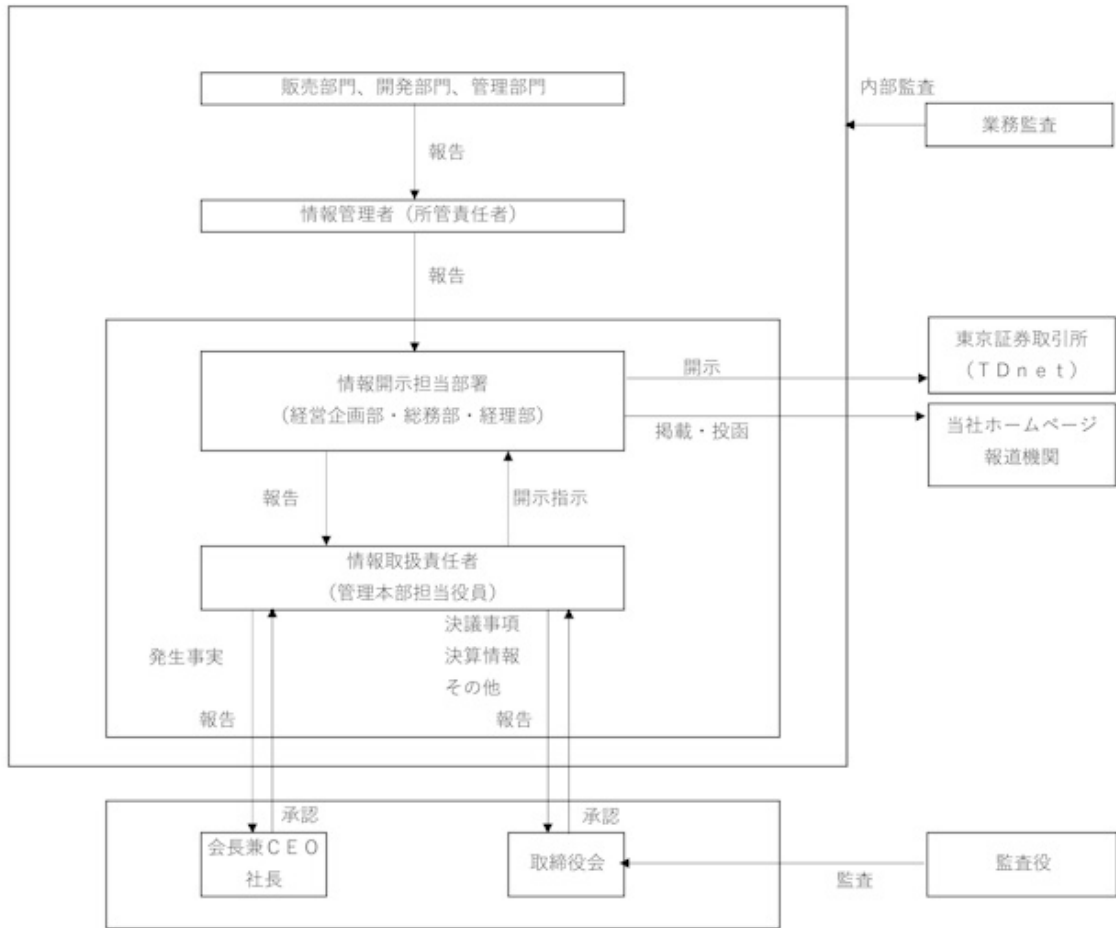 販売部門、開発部門、管理部門
内部監査
業務監査
報告
情報管理者（所管責任者）
報告
情報開示担当部署
（経営企画部・総務部・経理部）
開示
東京証券取引所
（ＴＤｎｅｔ）
掲載・投函
当社ホームページ
報道機関
報告
開示指示
情報取扱責任者
（管理本部担当役員）
発生事実
決議事項
決算情報
その他
報告
報告
承認
承認
会長兼ＣＥＯ
社長
取締役会
監査
監査役